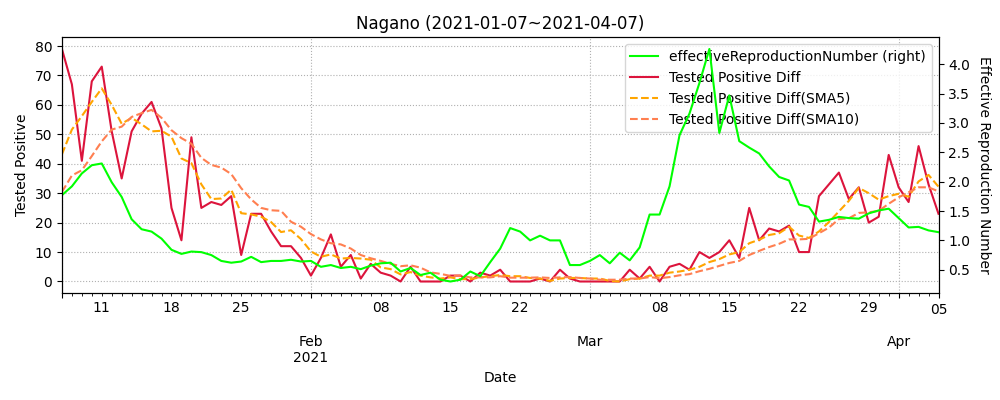 Nagano (2021-01-07~2021-04-07)
effectiveReproductionNumber (right)
Tested Positive Diff
Tested Positive Diff(SMA5)
Tested Positive Diff(SMA10)
Tested Positive
80
70
60
50
40
30
20
10
0
Effective Reproduction Number
4.0
3.5
3.0
2.5
2.0
1.5
1.0
0.5
11 18 25 08 15 22 08 15 22 29 05
Feb Mar Apr
2021
Date